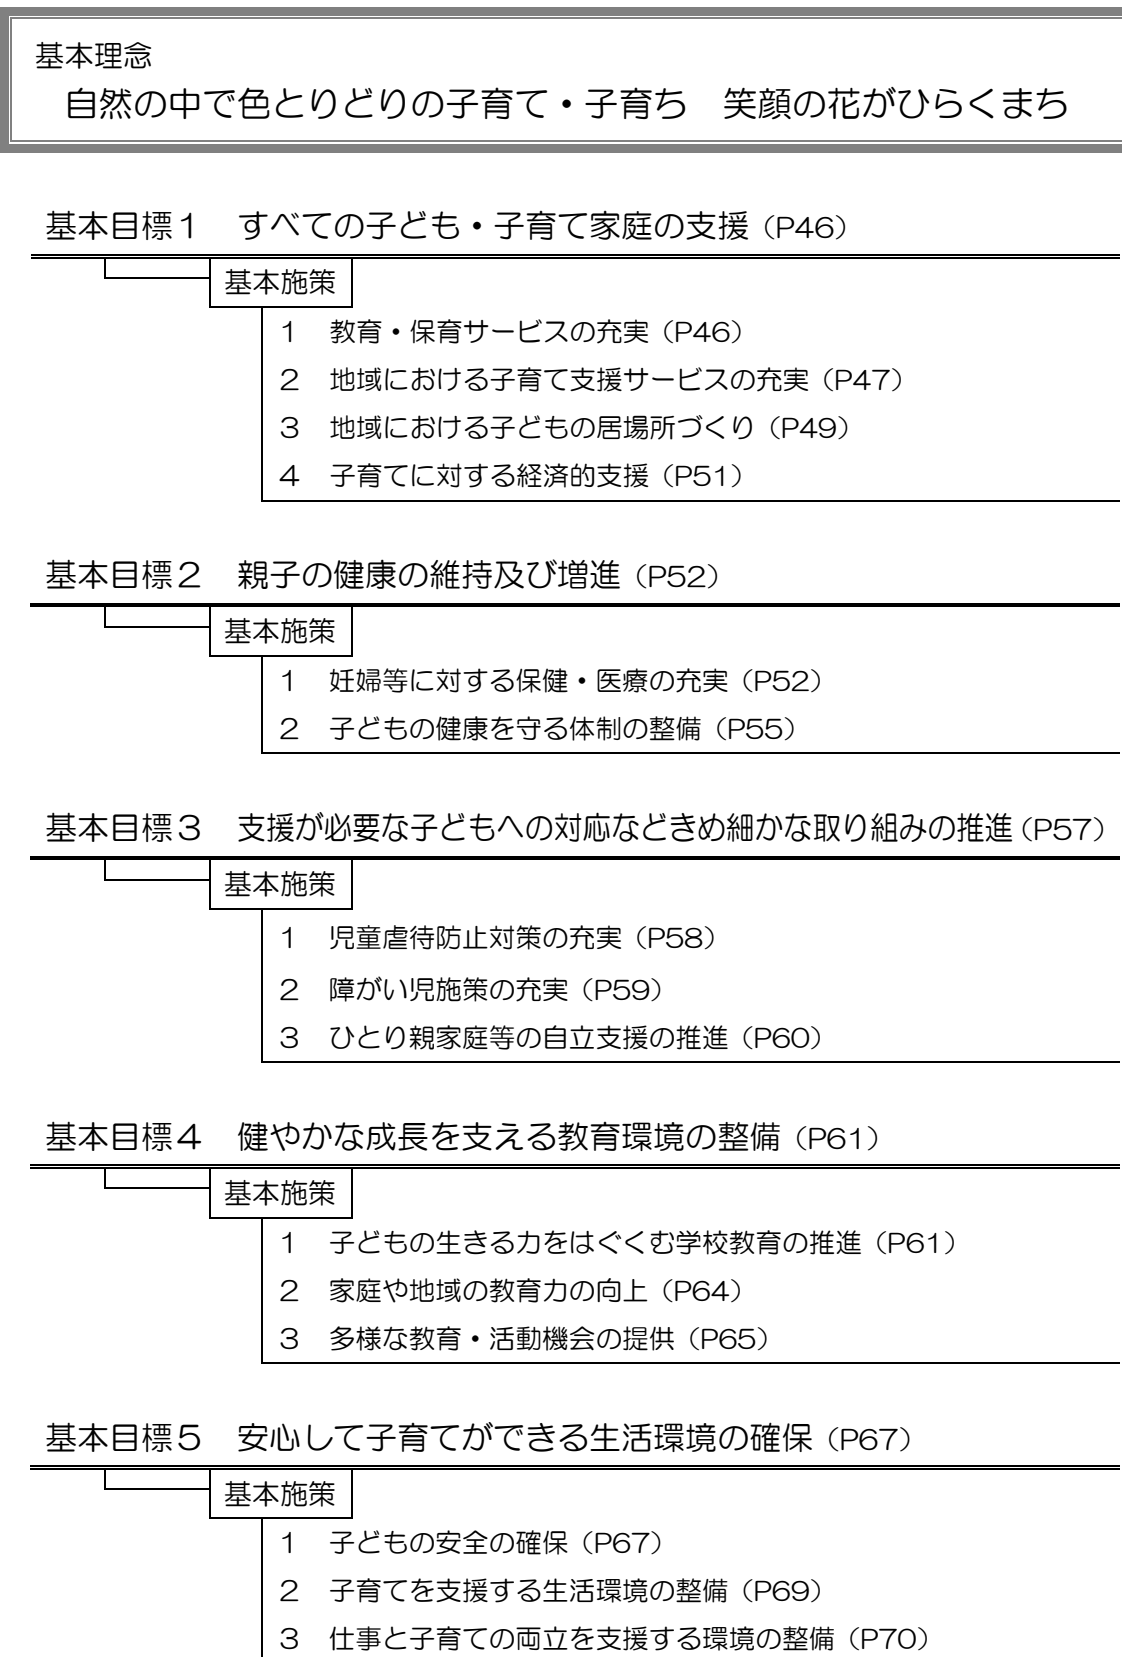 基本理念
自然の中で色とりどりの子育て・子育ち　笑顔の花がひらくまち
基本目標１　すべての子ども・子育て家庭の支援（P46）
基本施策
１　教育・保育サービスの充実（P46）
２　地域における子育て支援サービスの充実（P47）
３　地域における子どもの居場所づくり（P49）
４　子育てに対する経済的支援（P51）
基本目標２　親子の健康の維持及び増進（P52）
基本施策
１　妊婦等に対する保健・医療の充実（P52）
２　子どもの健康を守る体制の整備（P55）
基本目標３　支援が必要な子どもへの対応などきめ細かな取り組みの推進（P57）
基本施策
１　児童虐待防止対策の充実（P58）
２　障がい児施策の充実（P59）
３　ひとり親家庭等の自立支援の推進（P60）
基本目標４　健やかな成長を支える教育環境の整備（P61）
基本施策
１　子どもの生きる力をはぐくむ学校教育の推進（P61）
２　家庭や地域の教育力の向上（P64）
３　多様な教育・活動機会の提供（P65）
基本目標５　安心して子育てができる生活環境の確保（P67）
基本施策
１　子どもの安全の確保（P67）
２　子育てを支援する生活環境の整備（P69）
３　仕事と子育ての両立を支援する環境の整備（P70）